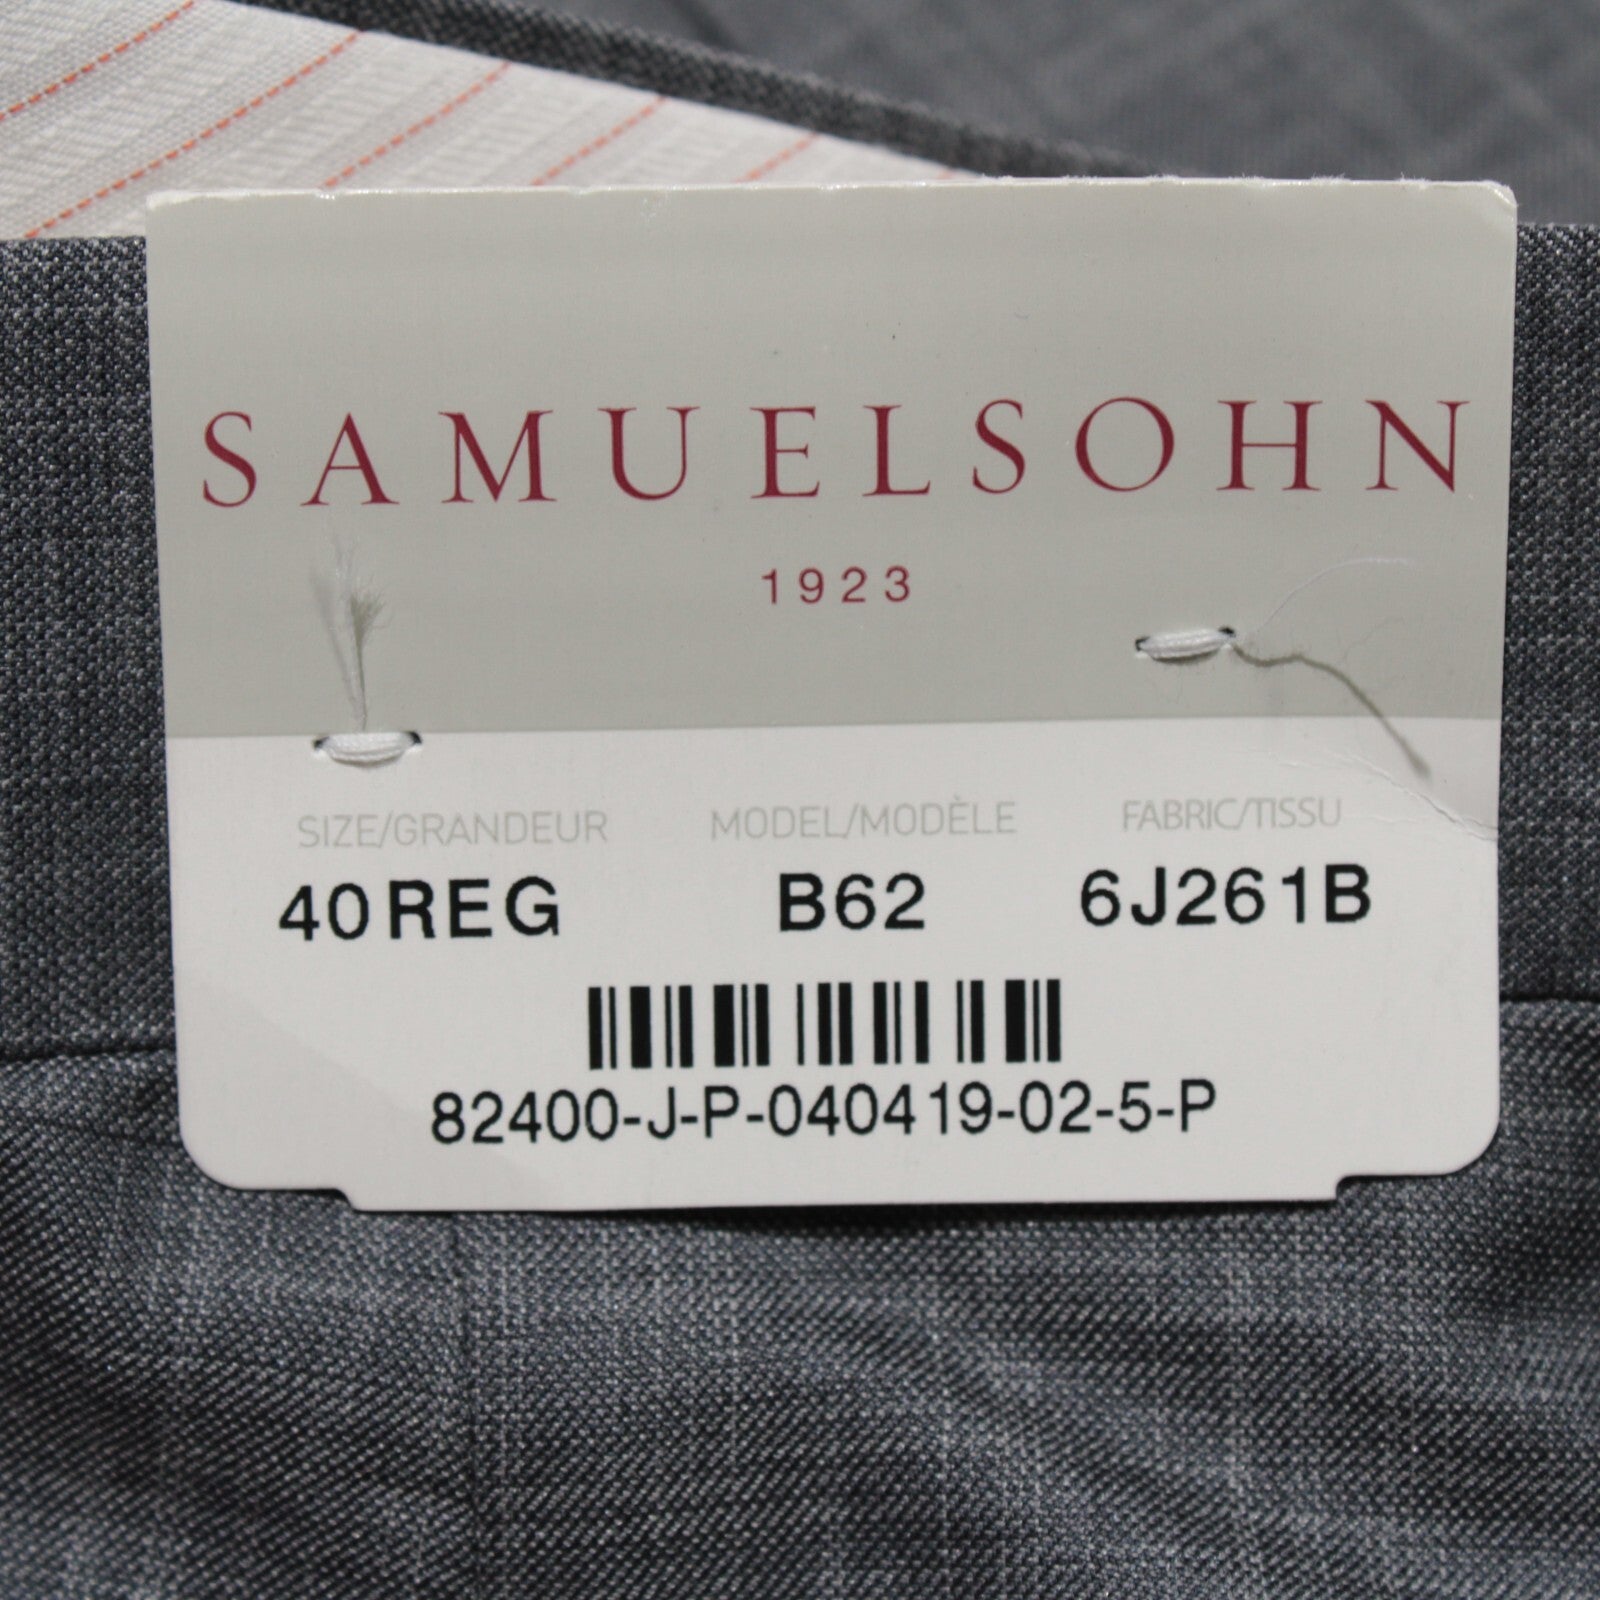 SAMUELSOHN
1923
SIZE/GRANDEUR MODEL/MODÈLE FABRIC/TISSU
40REG B62 6J261B
82400-J-P-040419-02-5-P